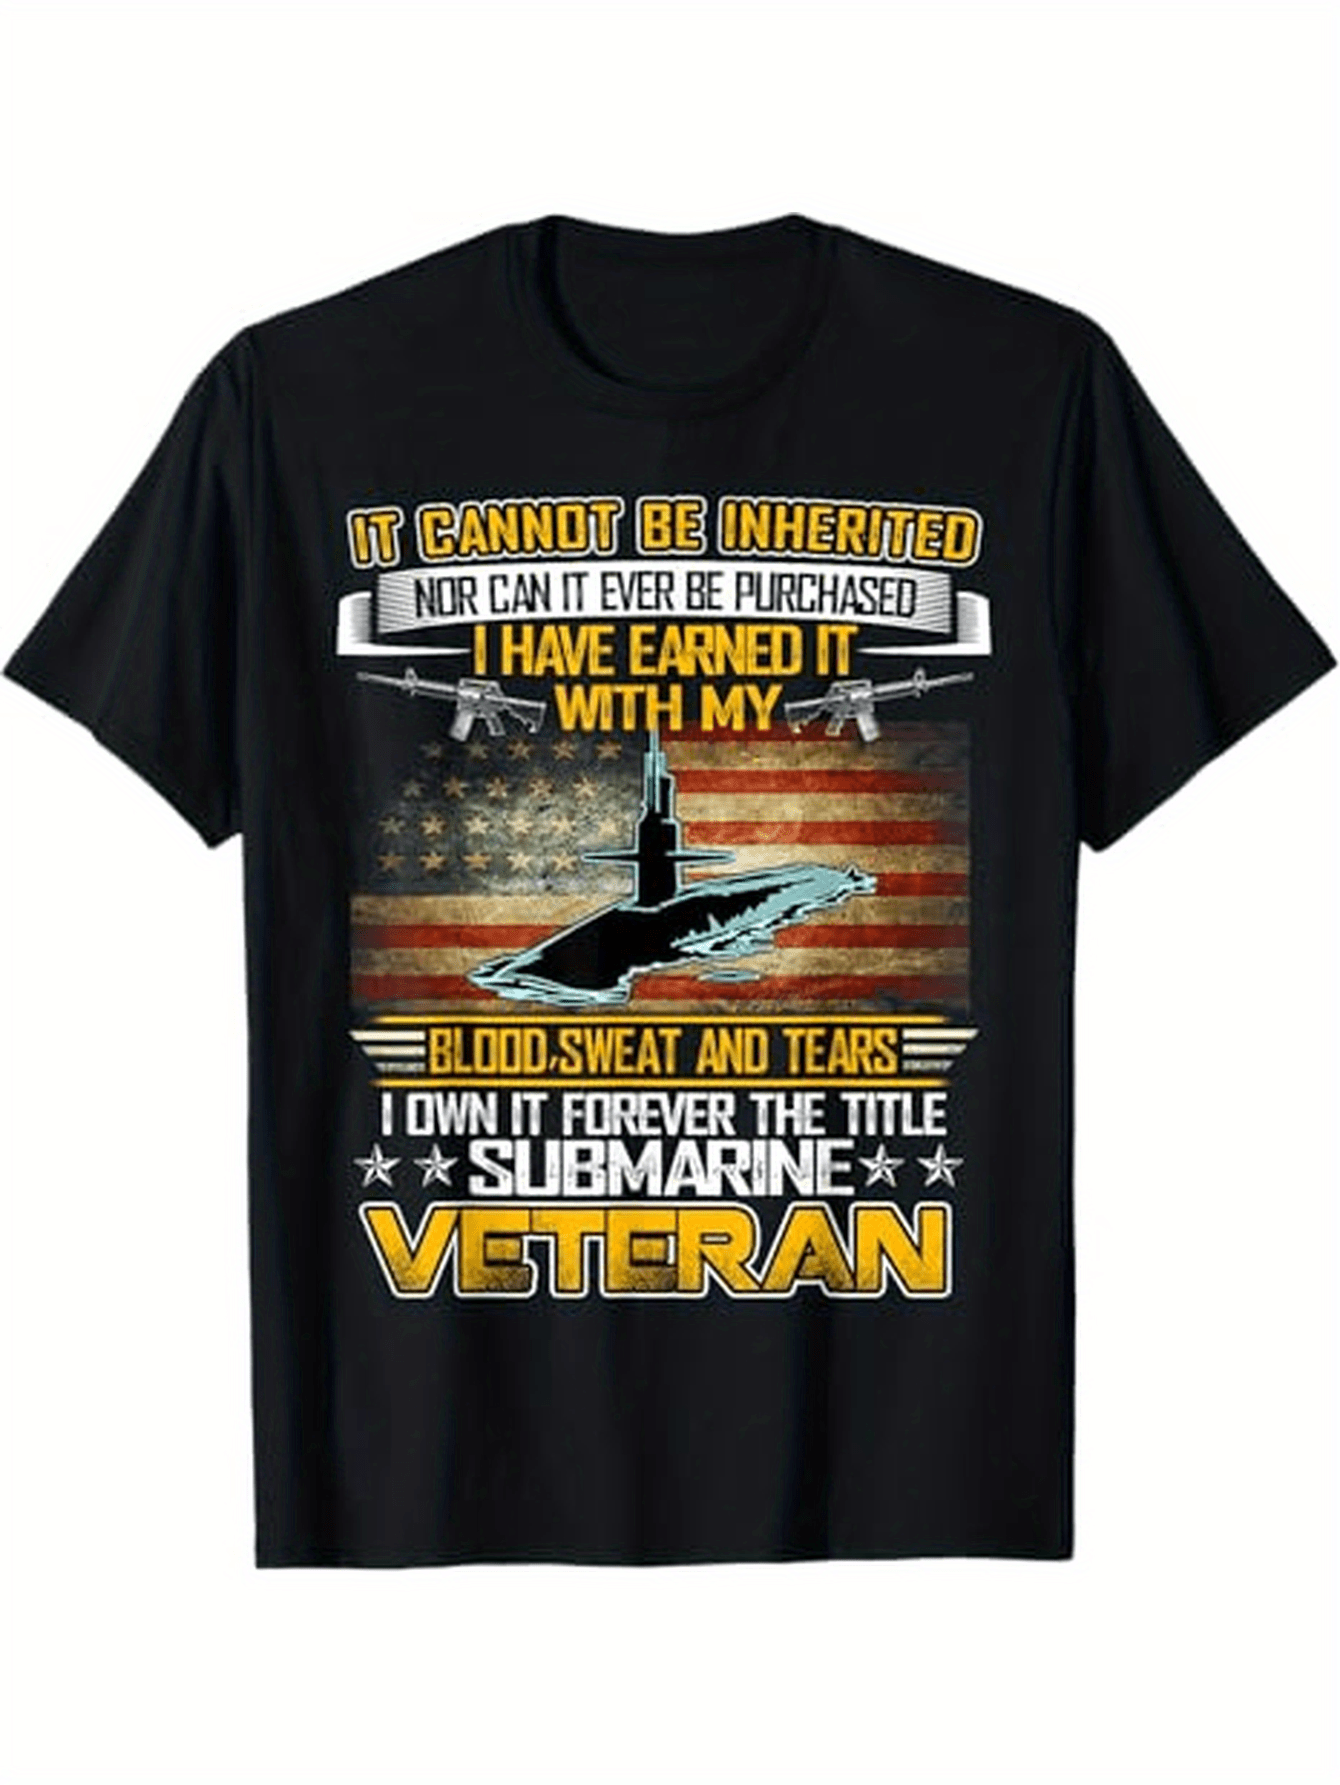 IT CANNOT BE INHERITED
NOR CAN IT EVER BE PURCHASED
I HAVE EARNED IT
WITH MY
BLOOD, SWEAT AND TEARS
I OWN IT FOREVER THE TITLE
SUBMARINE
VETERAN